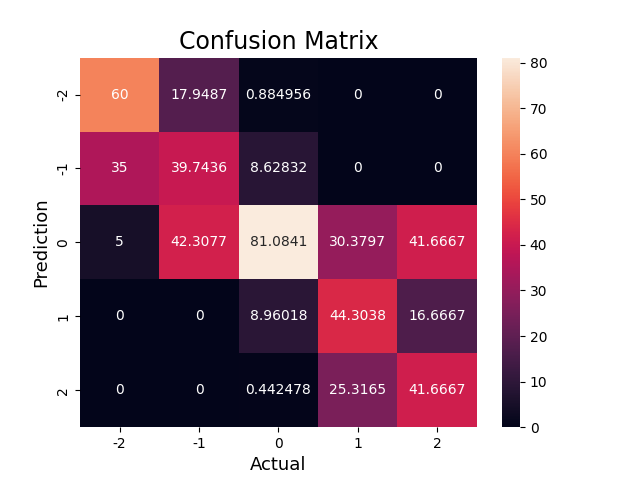 Confusion Matrix
80
-2 60 17.9487 0.884956 0 0
70
-1 35 39.7436 8.62832 0 0
60
50
Prediction
0 5 42.3077 81.0841 30.3797 41.6667
40
30
1 0 0 8.96018 44.3038 16.6667
20
2 0 0 0.442478 25.3165 41.6667
10
0
-2 -1 0 1 2
Actual